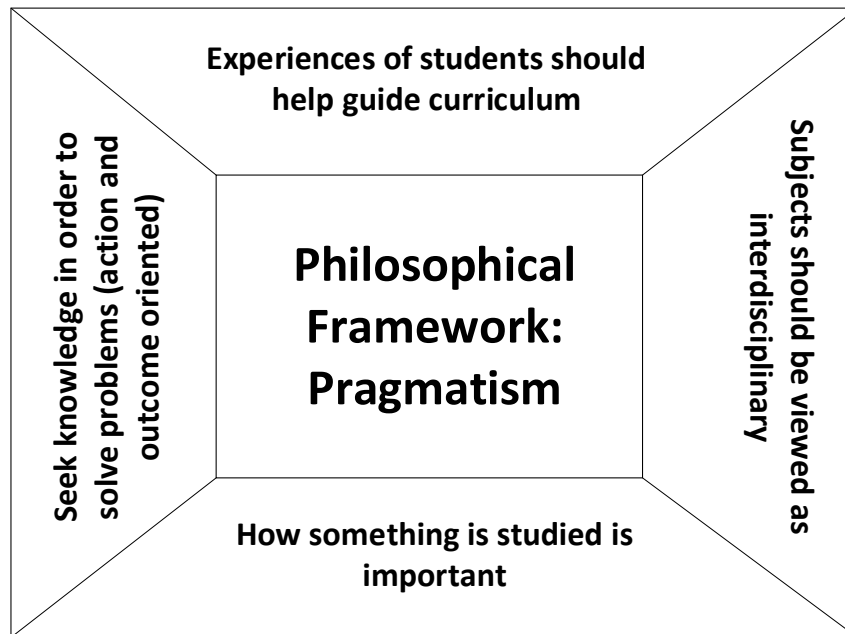 Experiences of students should
help guide curriculum
Seek knowledge in order to
solve problems (action and
outcome oriented)
Philosophical
Framework:
Pragmatism
Subjects should be viewed as
interdisciplinary
How something is studied is
important